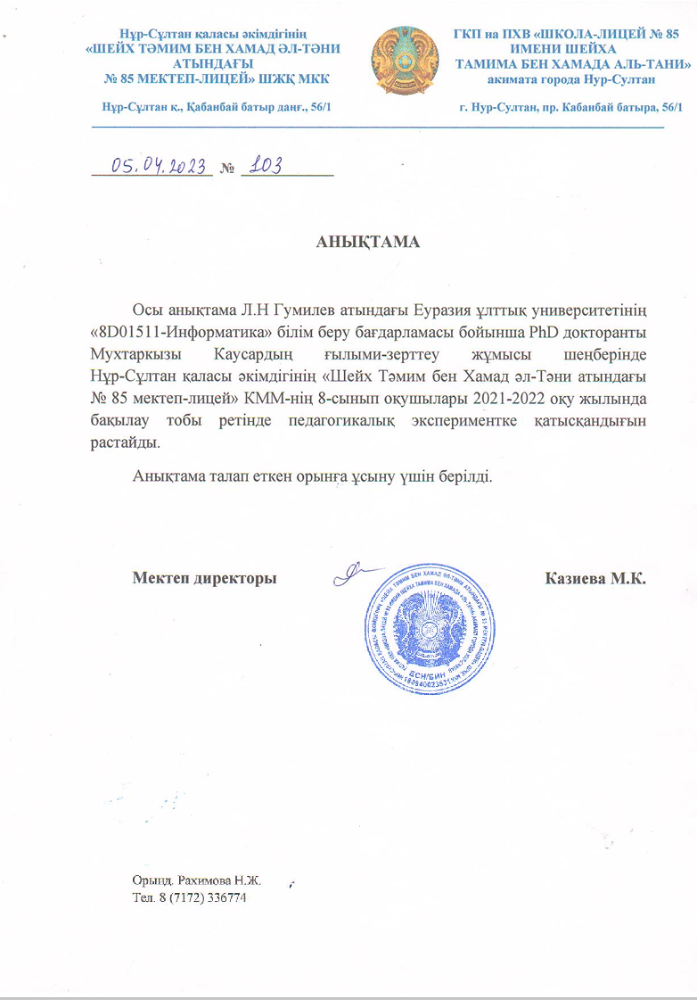 Нұр-Сұлтан қаласы әкімдігінің
«ШЕЙХ ТӘМИМ БЕН ХАМАД ӘЛ-ТӘНИ
АТЫНДАҒЫ
№ 85 МЕКТЕП-ЛИЦЕЙ» ШЖҚ МКК
Нұр-Сұлтан қ., Қабанбай батыр даңғ., 56/1
ГКП на ПХВ «ШКОЛА-ЛИЦЕЙ № 85
ИМЕНИ ШЕЙХА
ТАМИМА БЕН ХАМАДА АЛЬ-ТАНИ»
акимата города Нур-Султан
г. Нур-Султан, пр. Кабанбай батыра, 56/1
05.04.2023 № 103
АНЫҚТАМА
Осы анықтама Л.Н Гумилев атындағы Еуразия ұлттық университетінің
«8D01511-Информатика» білім беру бағдарламасы бойынша PhD докторанты
Мухтаркызы Каусардың ғылыми-зерттеу жұмысы шеңберінде
Нұр-Сұлтан қаласы әкімдігінің «Шейх Тәмим бен Хамад әл-Тәни атындағы
№ 85 мектеп-лицей» КММ-нің 8-сынып оқушылары 2021-2022 оқу жылында
бақылау тобы ретінде педагогикалық экспериментке қатысқандығын
растайды.
Анықтама талап еткен орынға ұсыну үшін берілді.
Мектеп директоры Казиева М.К.
БСН/БИН
Орынд. Рахимова Н.Ж.
Тел. 8 (7172) 336774